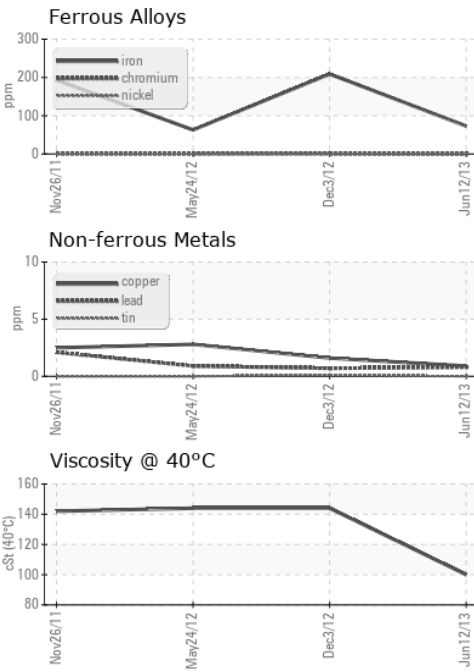 Ferrous Alloys
300
200
100
0
ppm
iron
chromium
nickel
Nov26/11
May24/12
Dec3/12
Jun12/13
Non-ferrous Metals
10
5
0
ppm
copper
lead
tin
Nov26/11
May24/12
Dec3/12
Jun12/13
Viscosity @ 40°C
160
140
120
100
80
cSt (40°C)
Nov26/11
May24/12
Dec3/12
Jun12/13